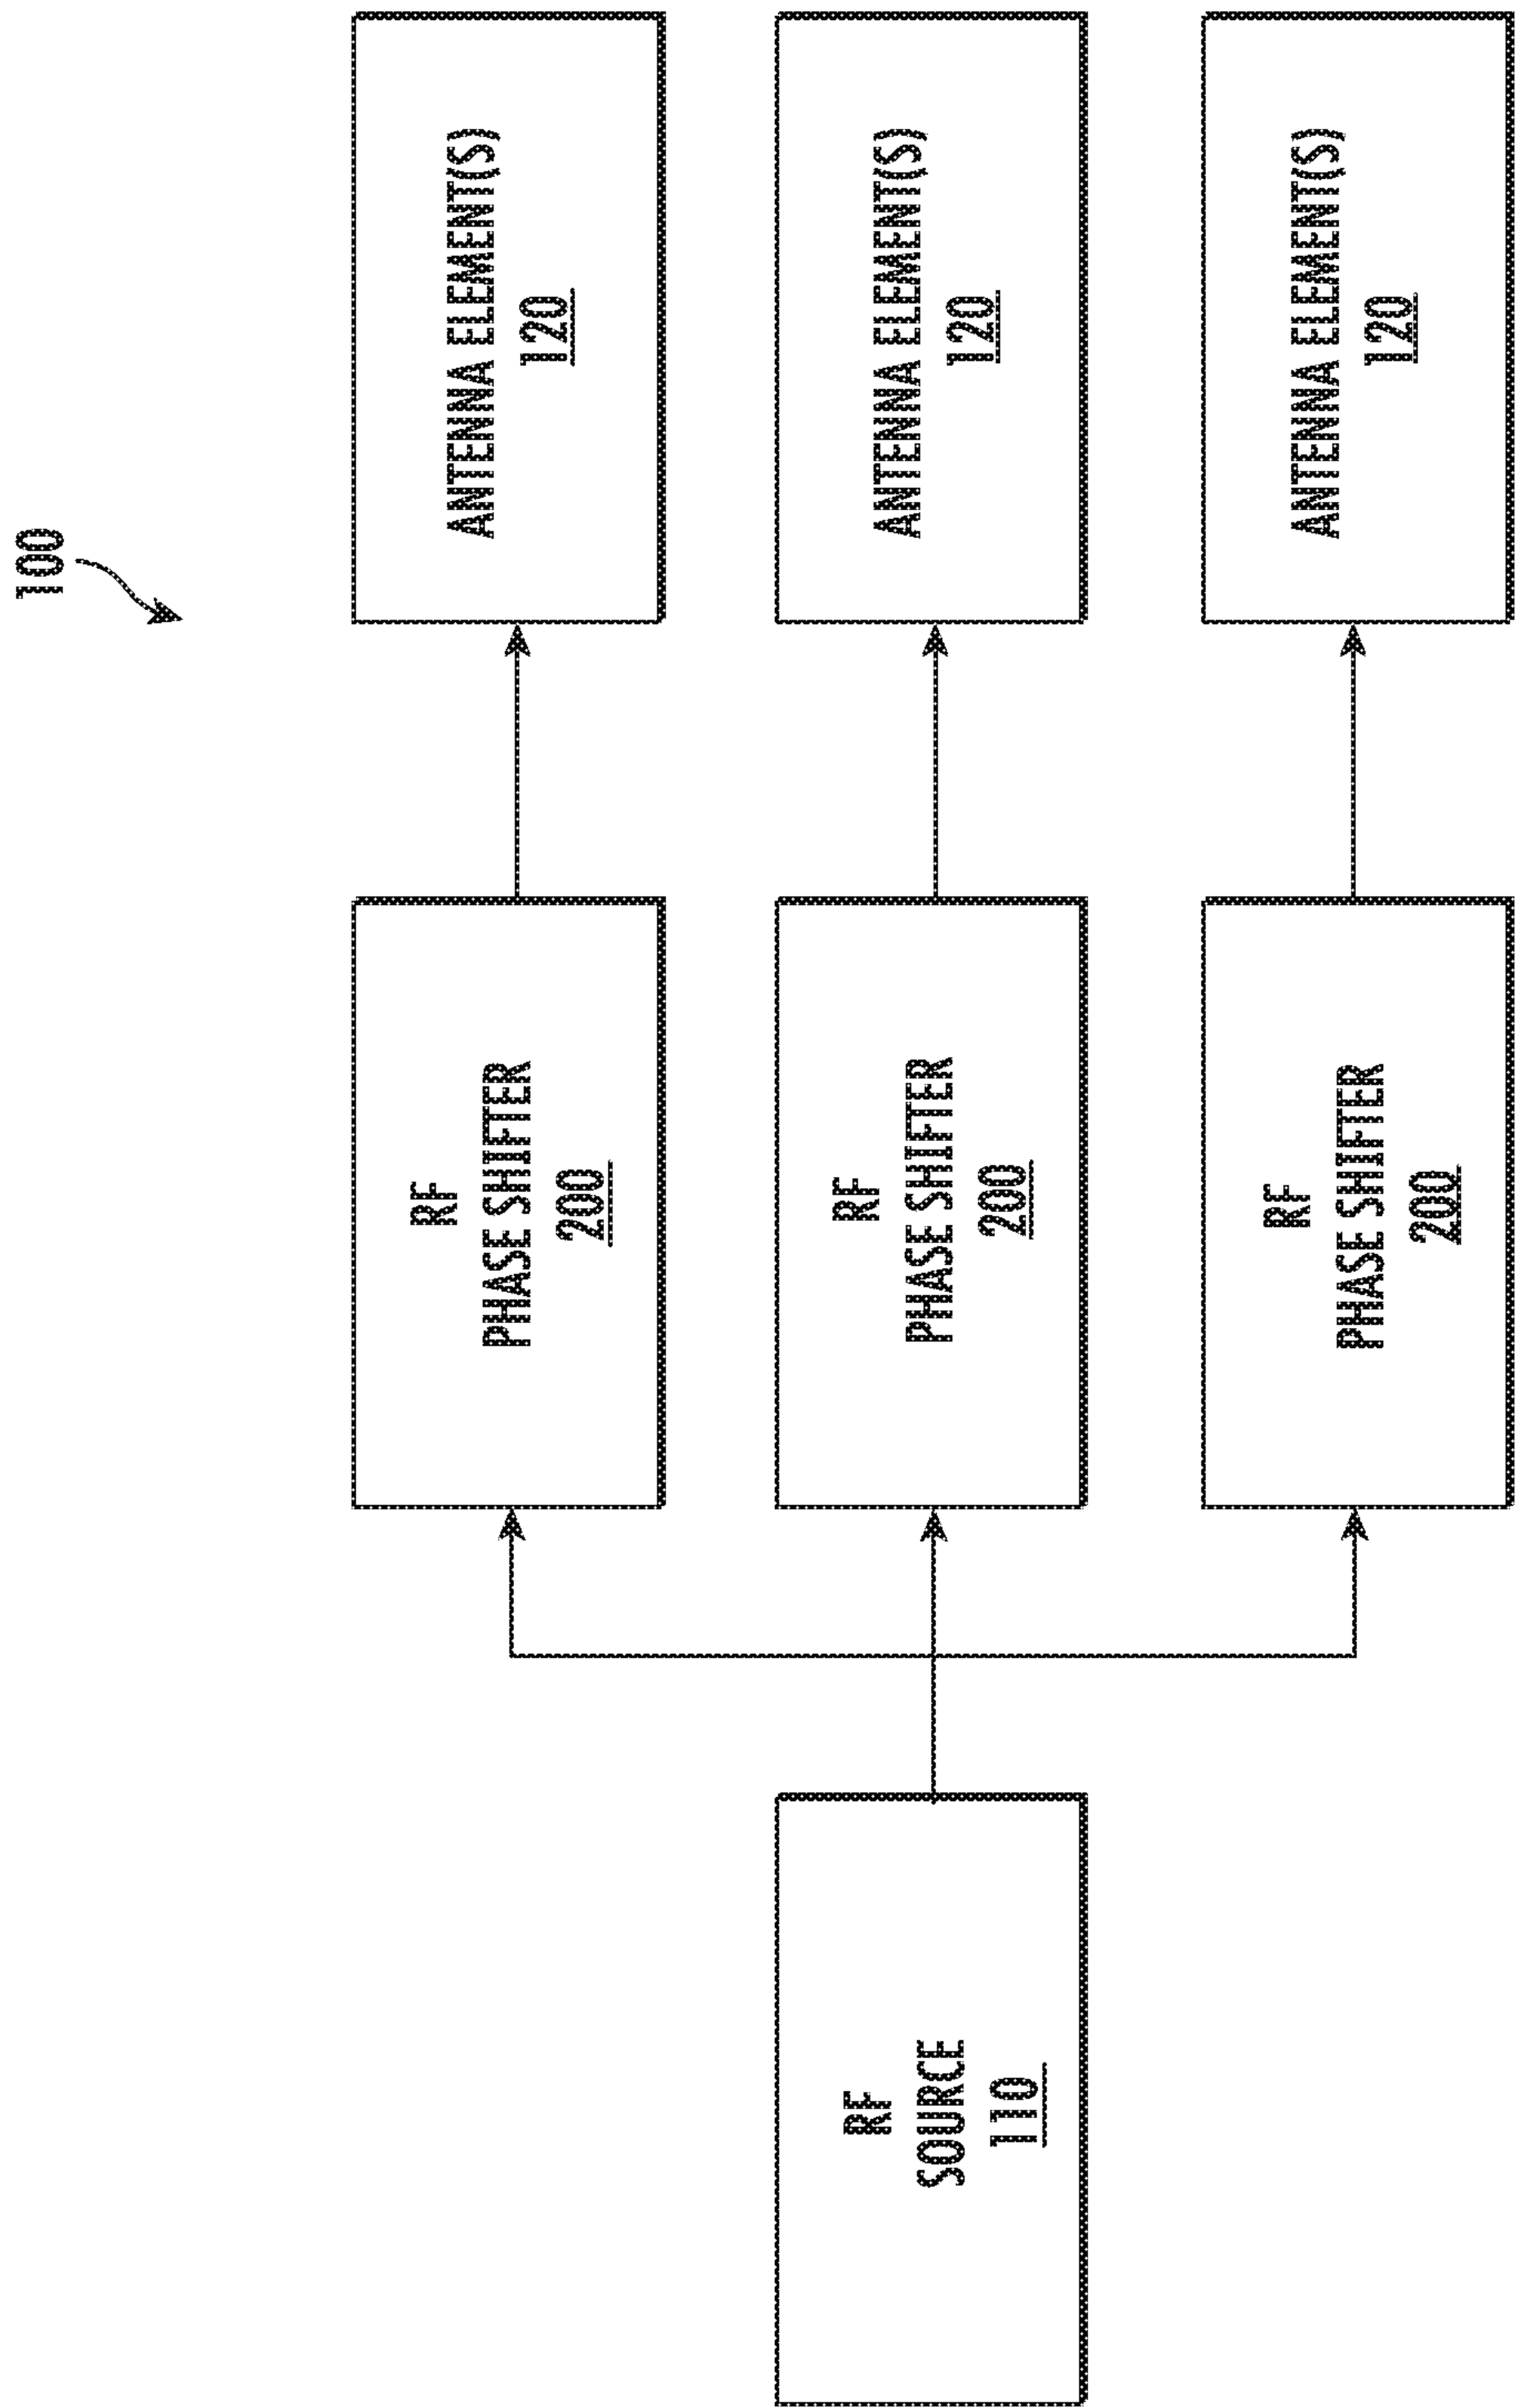 100
RF
SOURCE
110
RF
PHASE SHIFTER
200
ANTENNA ELEMENT(S)
120
RF
PHASE SHIFTER
200
ANTENNA ELEMENT(S)
120
RF
PHASE SHIFTER
200
ANTENNA ELEMENT(S)
120